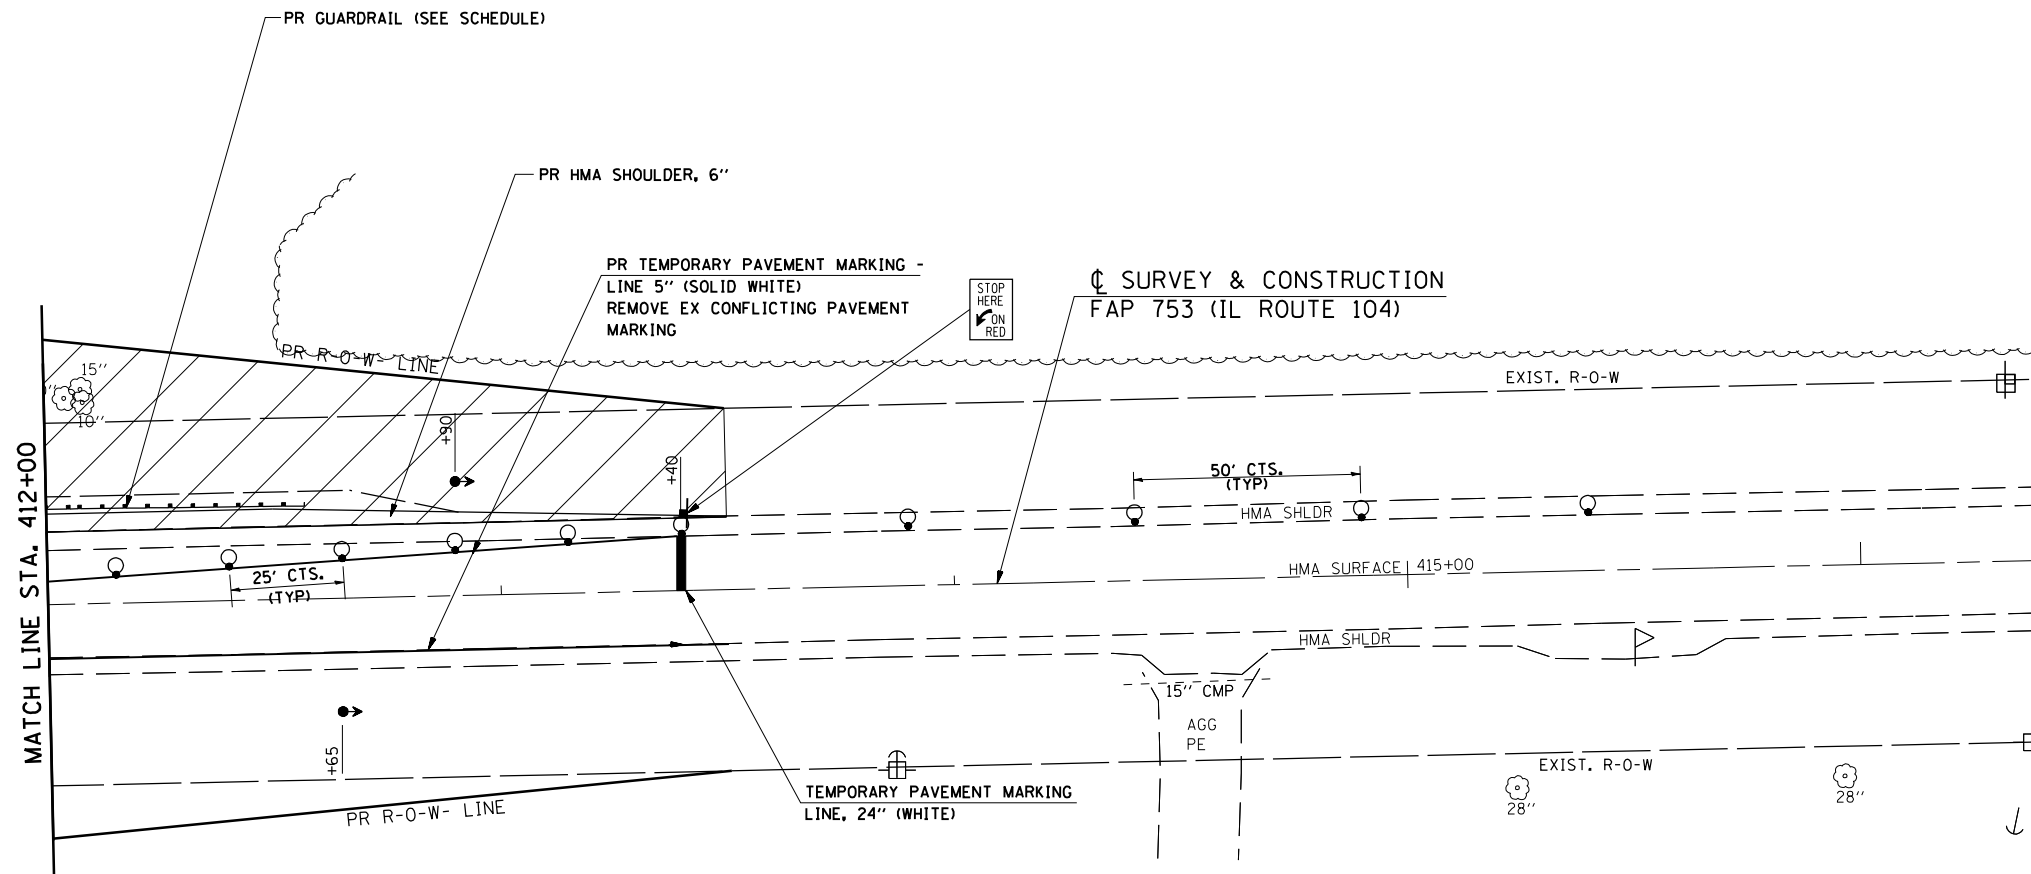 PR GUARDRAIL (SEE SCHEDULE)
PR HMA SHOULDER, 6"
PR TEMPORARY PAVEMENT MARKING -
LINE 5" (SOLID WHITE)
REMOVE EX CONFLICTING PAVEMENT
MARKING
STOP
HERE
ON
RED
℄ SURVEY & CONSTRUCTION
FAP 753 (IL ROUTE 104)
PR R-O-W- LINE
EXIST. R-O-W
15"
10"
+90
+40
50' CTS.
(TYP)
HMA SHLDR
MATCH LINE STA. 412+00
25' CTS.
(TYP)
HMA SURFACE
415+00
HMA SHLDR
15" CMP
AGG
PE
+65
EXIST. R-O-W
TEMPORARY PAVEMENT MARKING
LINE, 24" (WHITE)
PR R-O-W- LINE
28"
28"